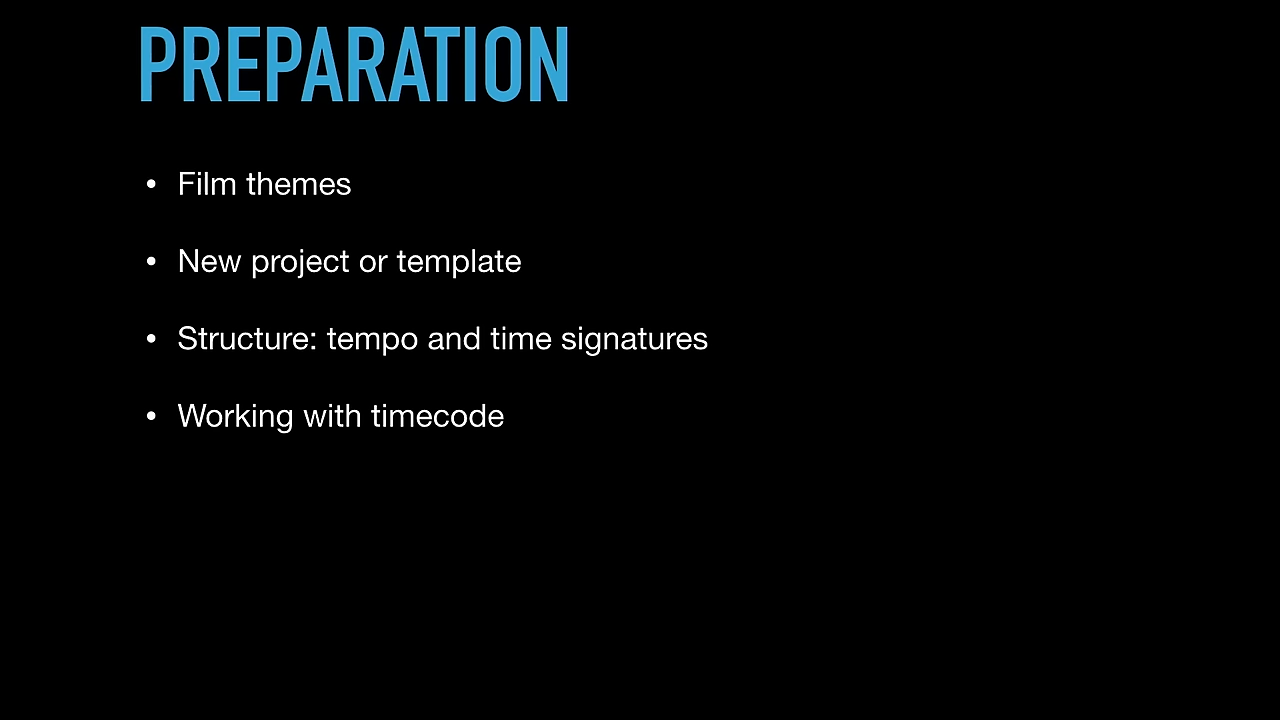 PREPARATION
• Film themes
• New project or template
• Structure: tempo and time signatures
• Working with timecode